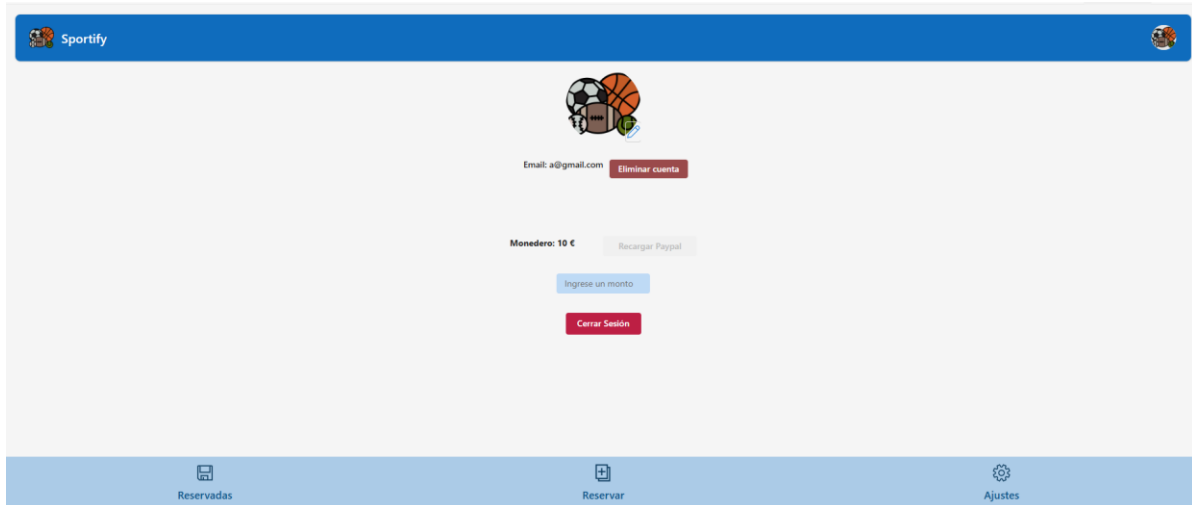 Sportify
Email: a@gmail.com
Eliminar cuenta
Monedero: 10 €
Recargar Paypal
Ingrese un monto
Cerrar Sesión
Reservadas
Reservar
Ajustes